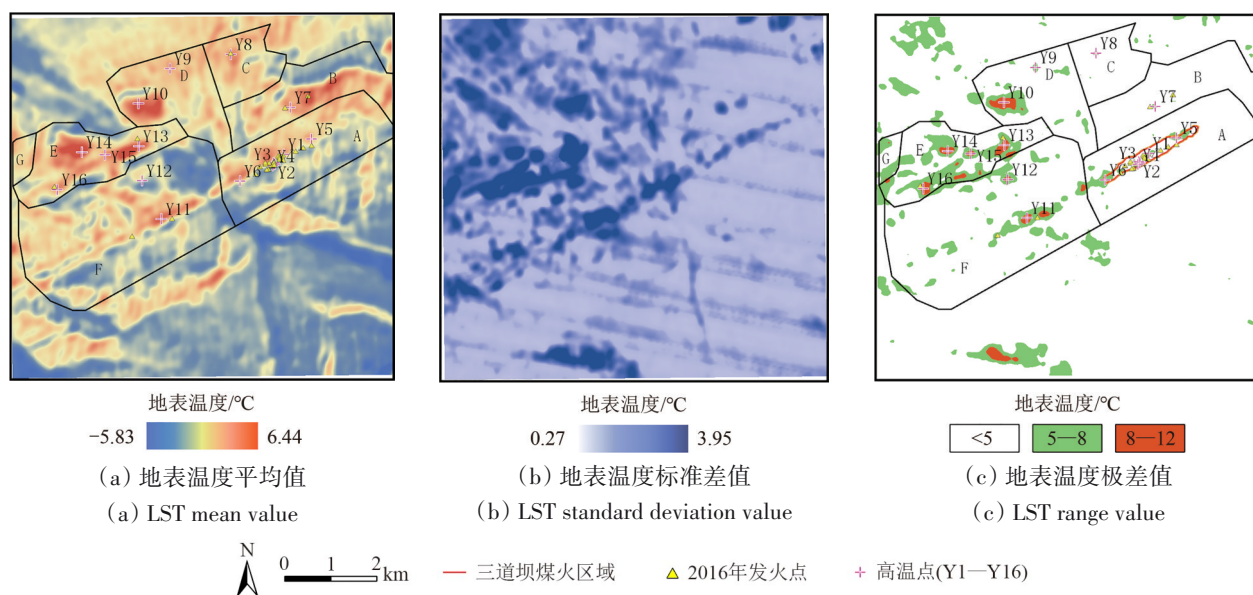 Y8
Y9
C
D
B
Y10
Y7
A
Y5
Y13
Y1
G
E
Y14
Y15
Y3
Y4
Y12
Y6
Y2
Y16
Y11
F
Y8
Y9
C
D
B
Y10
Y7
A
Y5
Y13
G
E
Y14
Y15
Y3
Y12
Y6
Y2
Y16
Y11
F
地表温度/℃
−5.83 6.44
(a) 地表温度平均值
(a) LST mean value
地表温度/℃
0.27 3.95
(b) 地表温度标准差值
(b) LST standard deviation value
地表温度/℃
<5 5—8 8—12
(c) 地表温度极差值
(c) LST range value
N
0 1 2
km
三道坝煤火区域
2016年发火点
高温点(Y1—Y16)